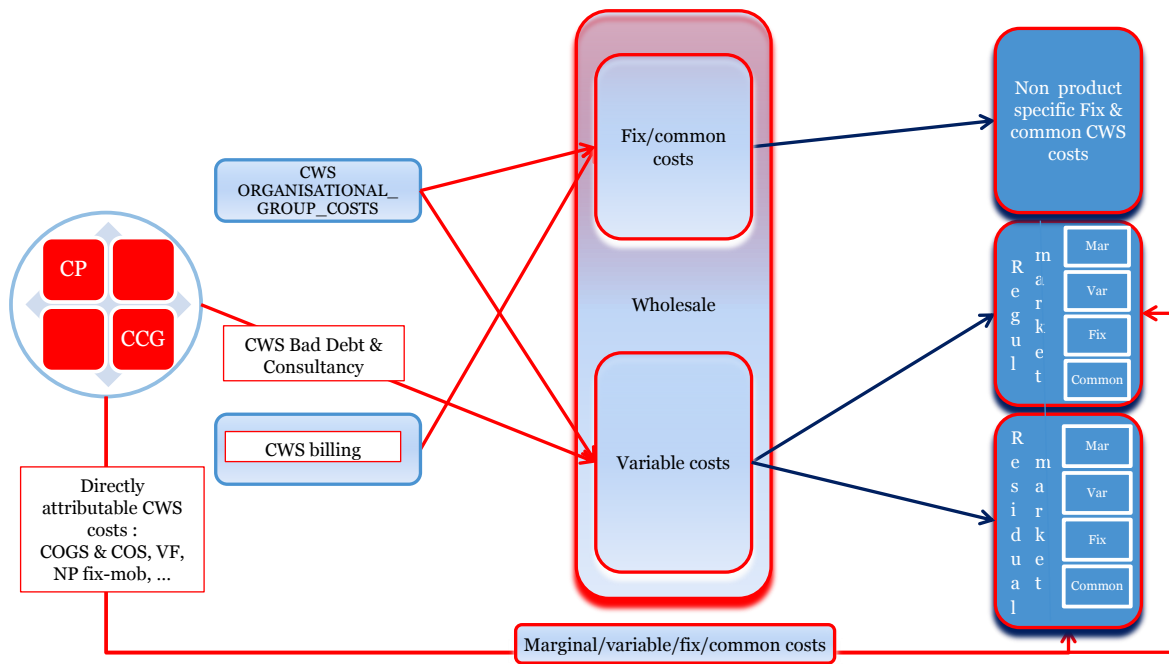 CP
CCG
Directly
attributable CWS
costs :
COGS & COS, VF,
NP fix-mob, ...
CWS
ORGANISATIONAL_
GROUP_COSTS
CWS Bad Debt &
Consultancy
CWS billing
Fix/common
costs
Wholesale
Variable costs
Marginal/variable/fix/common costs
Non product
specific Fix &
common CWS
costs
Regul
market
Mar
Var
Fix
Common
Residual
market
Mar
Var
Fix
Common